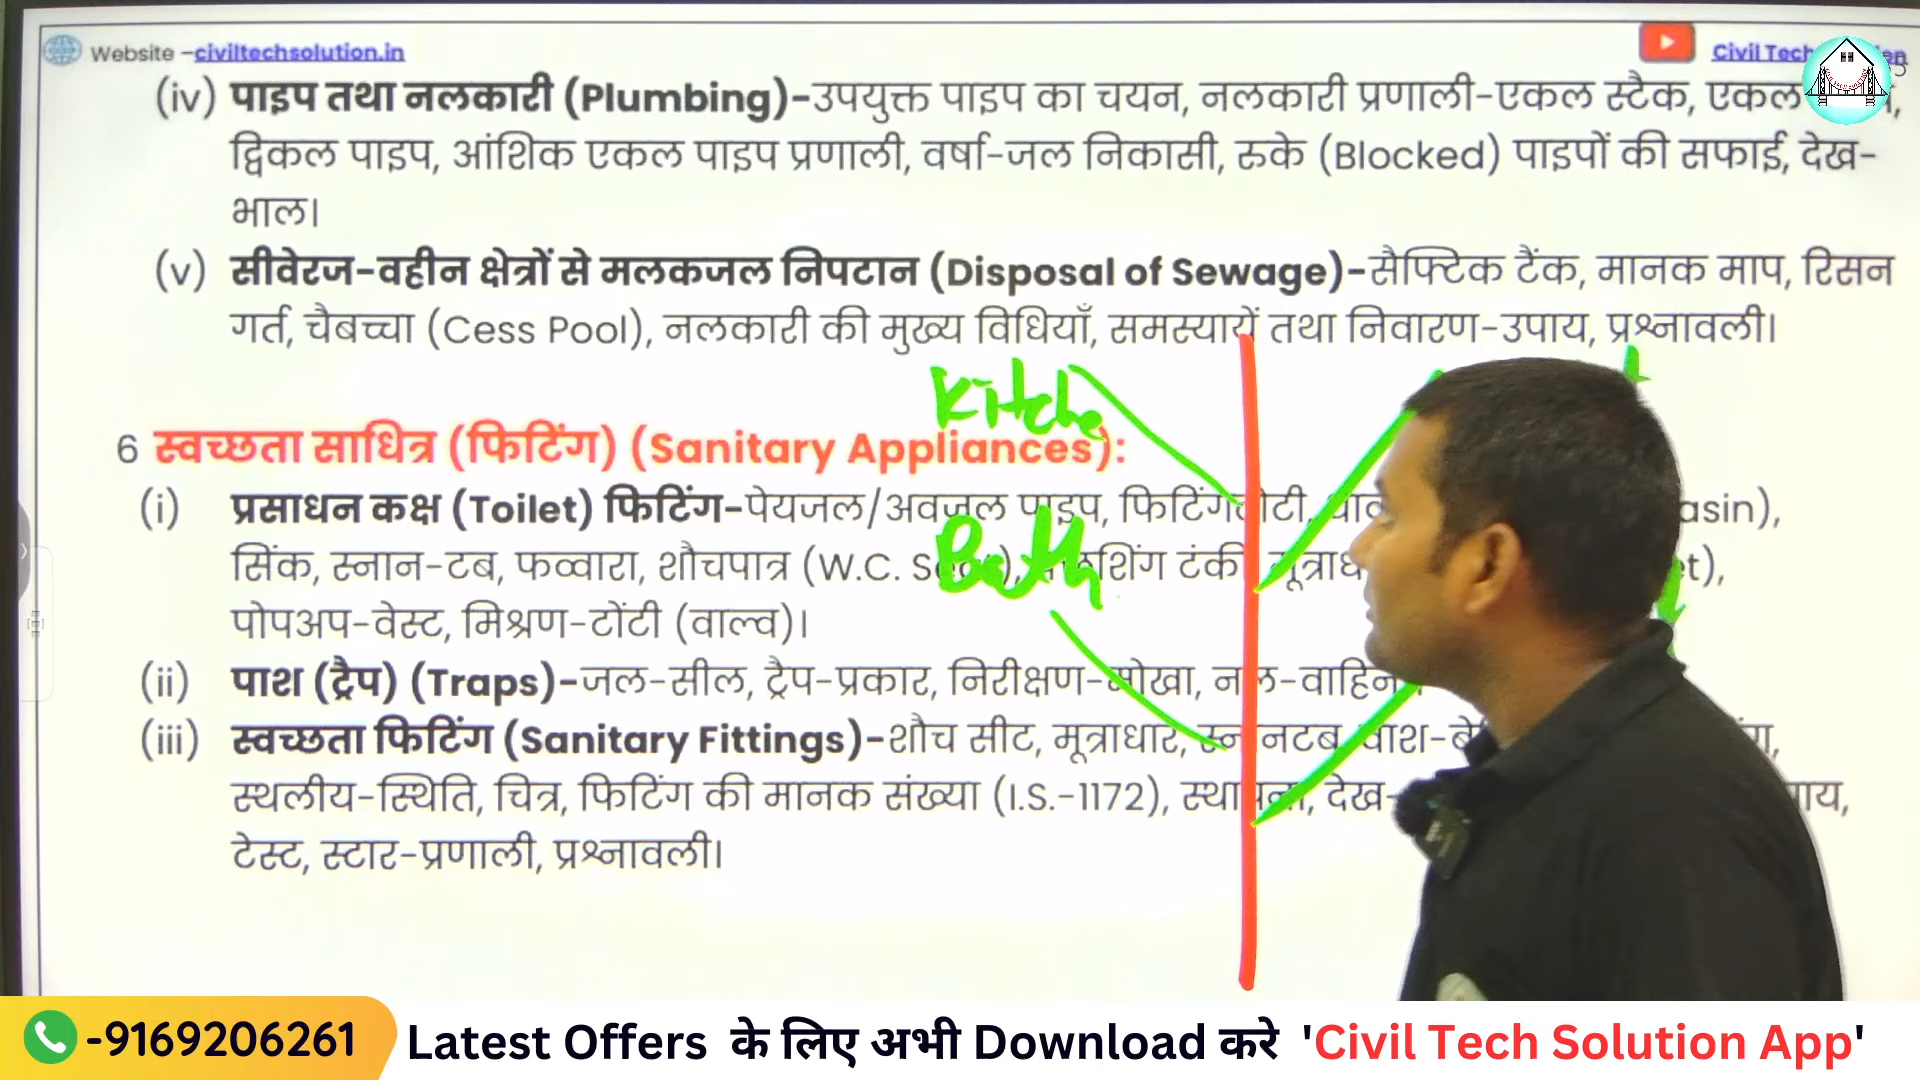 Website -civiltechsolution.in
Civil Tech
(iv) पाइप तथा नलकारी (Plumbing)-उपयुक्त पाइप का चयन, नलकारी प्रणाली-एकल स्टैक, एकल
द्विकल पाइप, आंशिक एकल पाइप प्रणाली, वर्षा-जल निकासी, रुके (Blocked) पाइपों की सफाई, देख-
भाल।
(v) सीवेरज-वहीन क्षेत्रों से मलकजल निपटान (Disposal of Sewage)-सैफ्टिक टैंक, मानक माप, रिसन
गर्त, चैबच्चा (Cess Pool), नलकारी की मुख्य विधियाँ, समस्यायें तथा निवारण-उपाय, प्रश्नावली।
Kitche
6 स्वच्छता साधित्र (फिटिंग) (Sanitary Appliances):
(i) प्रसाधन कक्ष (Toilet) फिटिंग-पेयजल/अवजल पाइप, फिटिंग asin),
Bath
सिंक, स्नान-टब, फव्वारा, शौचपात्र (W.C. टंकी t),
पोपअप-वेस्ट, मिश्रण-टोंटी (वाल्व)।
(ii) पाश (ट्रैप) (Traps)-जल-सील, ट्रैप-प्रकार, निरीक्षण-मोखा, नल-वाहिन
(iii) स्वच्छता फिटिंग (Sanitary Fittings)-शौच सीट, मूत्राधार, स्नानटब, वाश-बे
स्थलीय-स्थिति, चित्र, फिटिंग की मानक संख्या (I.S.-1172), स्थापना, देख-
टेस्ट, स्टार-प्रणाली, प्रश्नावली।
-9169206261 Latest Offers के लिए अभी Download करे 'Civil Tech Solution App'